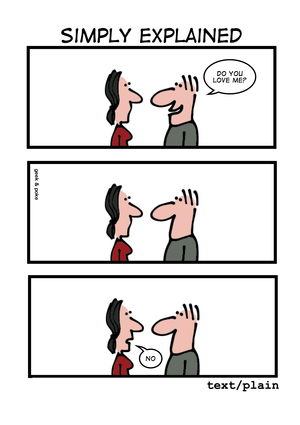 SIMPLY EXPLAINED
DO YOU
LOVE ME?
geek & poke
NO
text/plain